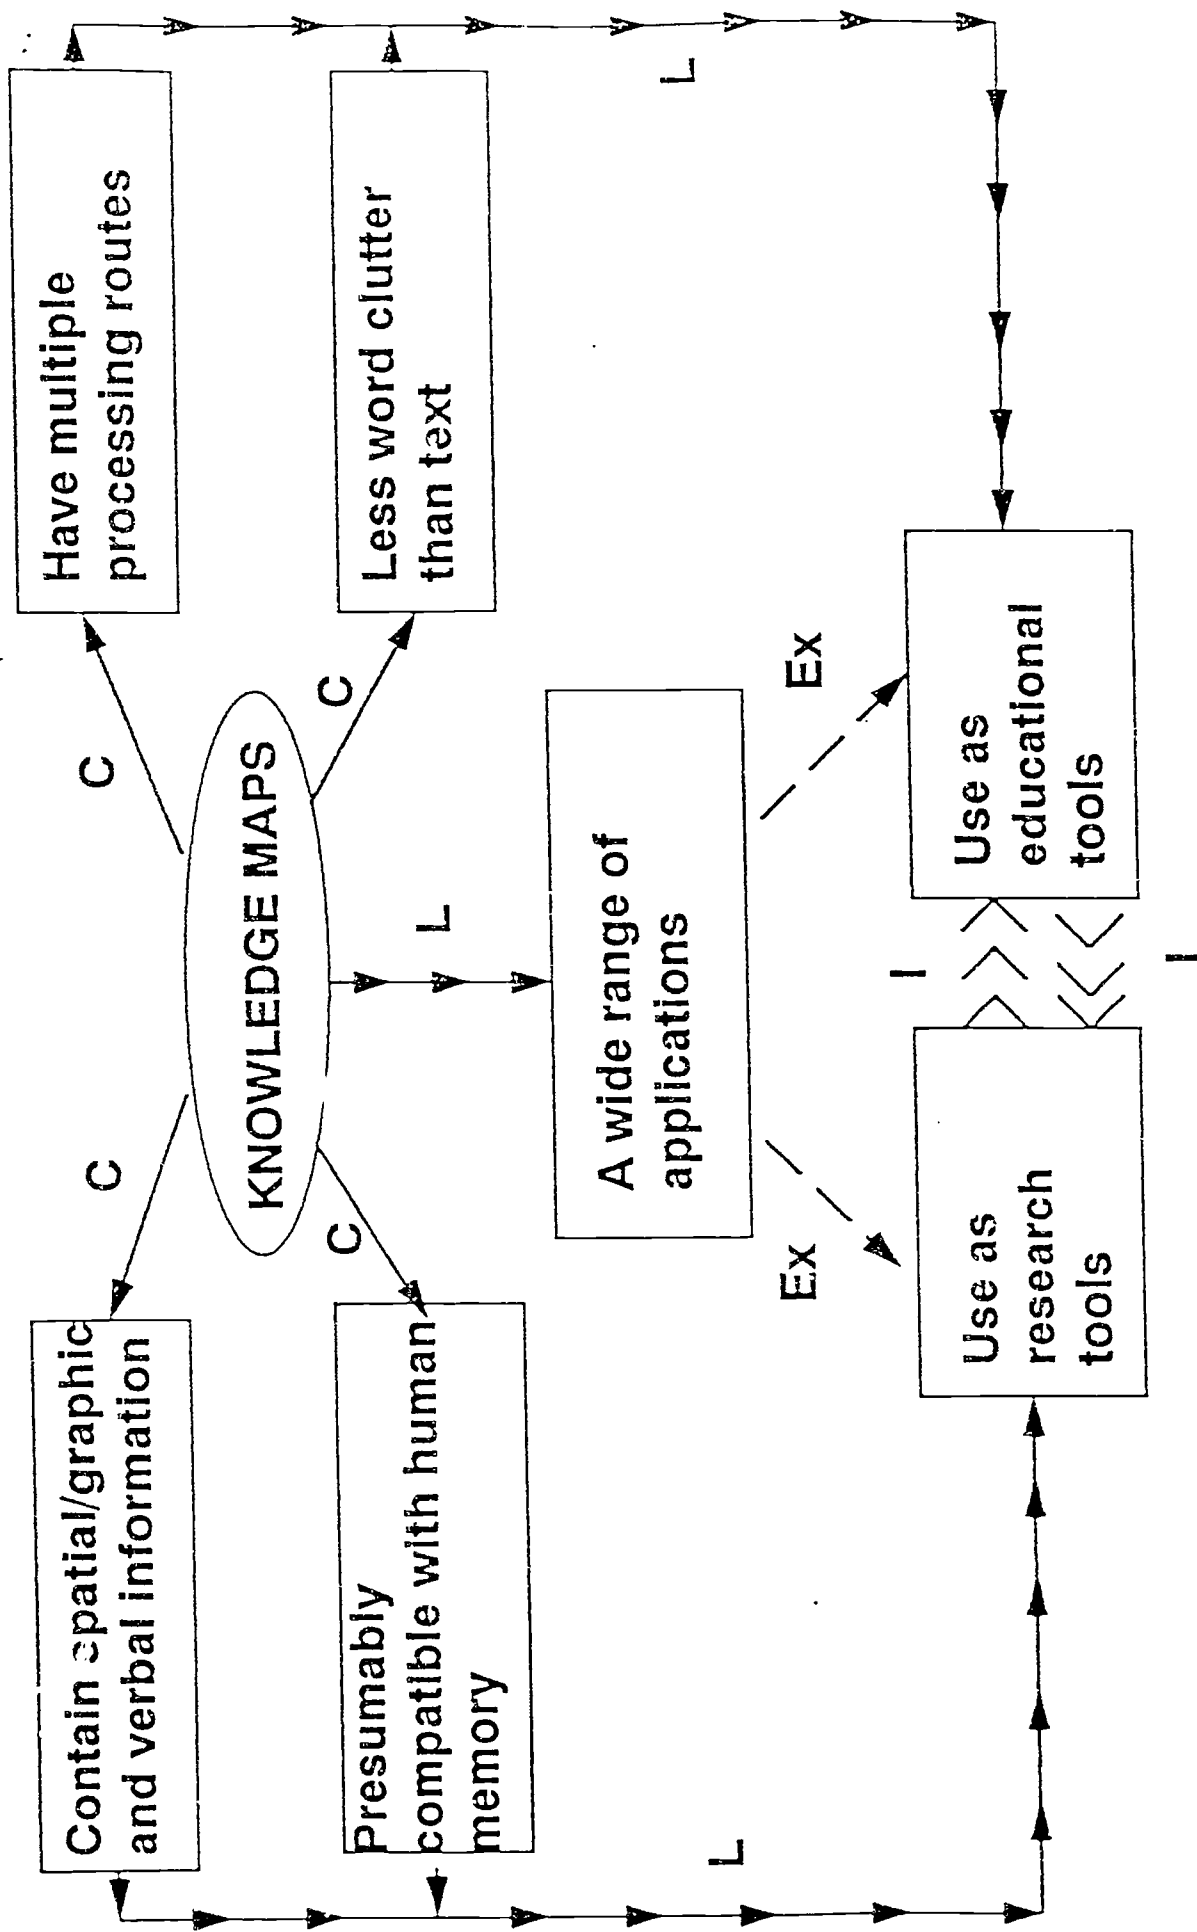 Contain spatial/graphic
and verbal information
C
C
Have multiple
processing routes
KNOWLEDGE MAPS
Presumably
compatible with human
memory
C
C
Less word clutter
than text
L
A wide range of
applications
L
L
Ex
Ex
Use as
research
tools
I
I
Use as
educational
tools